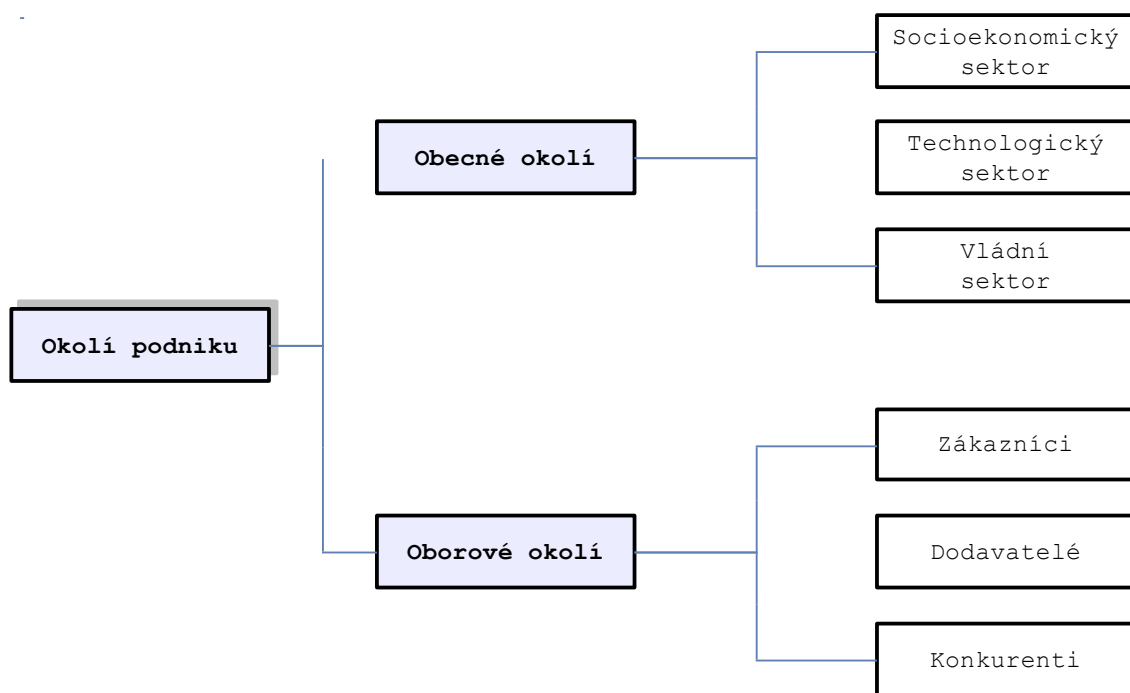 Socioekonomický
sektor
Obecné okolí
Technologický
sektor
Vládní
sektor
Okolí podniku
Zákazníci
Oborové okolí
Dodavatelé
Konkurenti